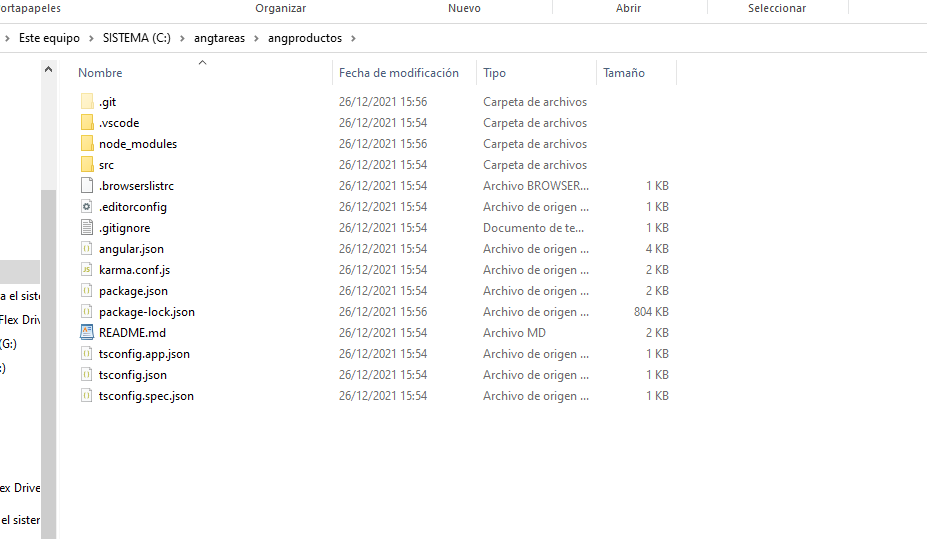 ortapapeles Organizar Nuevo Abrir Seleccionar
Este equipo SISTEMA (C:) angtareas angproductos
Nombre Fecha de modificación Tipo Tamaño
.git 26/12/2021 15:56 Carpeta de archivos
.vscode 26/12/2021 15:54 Carpeta de archivos
node_modules 26/12/2021 15:56 Carpeta de archivos
src 26/12/2021 15:54 Carpeta de archivos
.browserslistrc 26/12/2021 15:54 Archivo BROWSER... 1 KB
.editorconfig 26/12/2021 15:54 Archivo de origen ... 1 KB
.gitignore 26/12/2021 15:54 Documento de te... 1 KB
angular.json 26/12/2021 15:54 Archivo de origen ... 4 KB
karma.conf.js 26/12/2021 15:54 Archivo de origen ... 2 KB
package.json 26/12/2021 15:54 Archivo de origen ... 2 KB
package-lock.json 26/12/2021 15:56 Archivo de origen ... 804 KB
README.md 26/12/2021 15:54 Archivo MD 2 KB
tsconfig.app.json 26/12/2021 15:54 Archivo de origen ... 1 KB
tsconfig.json 26/12/2021 15:54 Archivo de origen ... 1 KB
tsconfig.spec.json 26/12/2021 15:54 Archivo de origen ... 1 KB
a el siste
Flex Driv
(G:)
:)
ex Drive
el sister